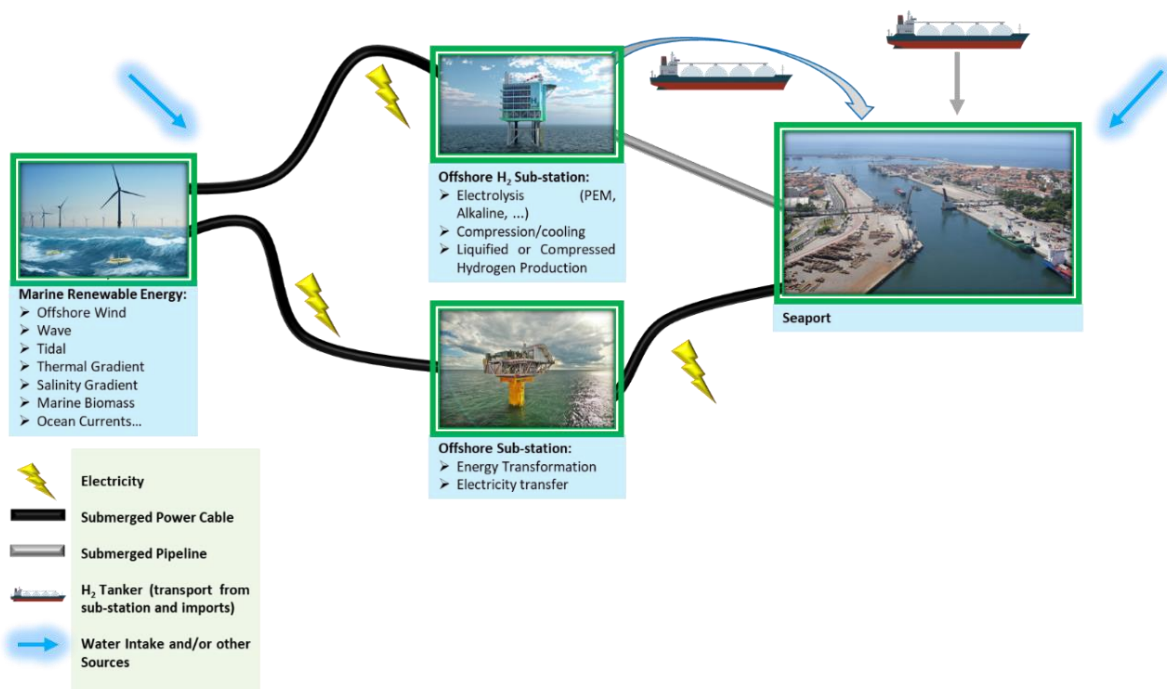 Offshore H₂ Sub-station:
➢ Electrolysis (PEM,
Alkaline, ...)
➢ Compression/cooling
➢ Liquified or Compressed
Hydrogen Production
Marine Renewable Energy:
➢ Offshore Wind
➢ Wave
➢ Tidal
➢ Thermal Gradient
➢ Salinity Gradient
➢ Marine Biomass
➢ Ocean Currents…
Seaport
Offshore Sub-station:
➢ Energy Transformation
➢ Electricity transfer
Electricity
Submerged Power Cable
Submerged Pipeline
H₂ Tanker (transport from
sub-station and imports)
Water Intake and/or other
Sources